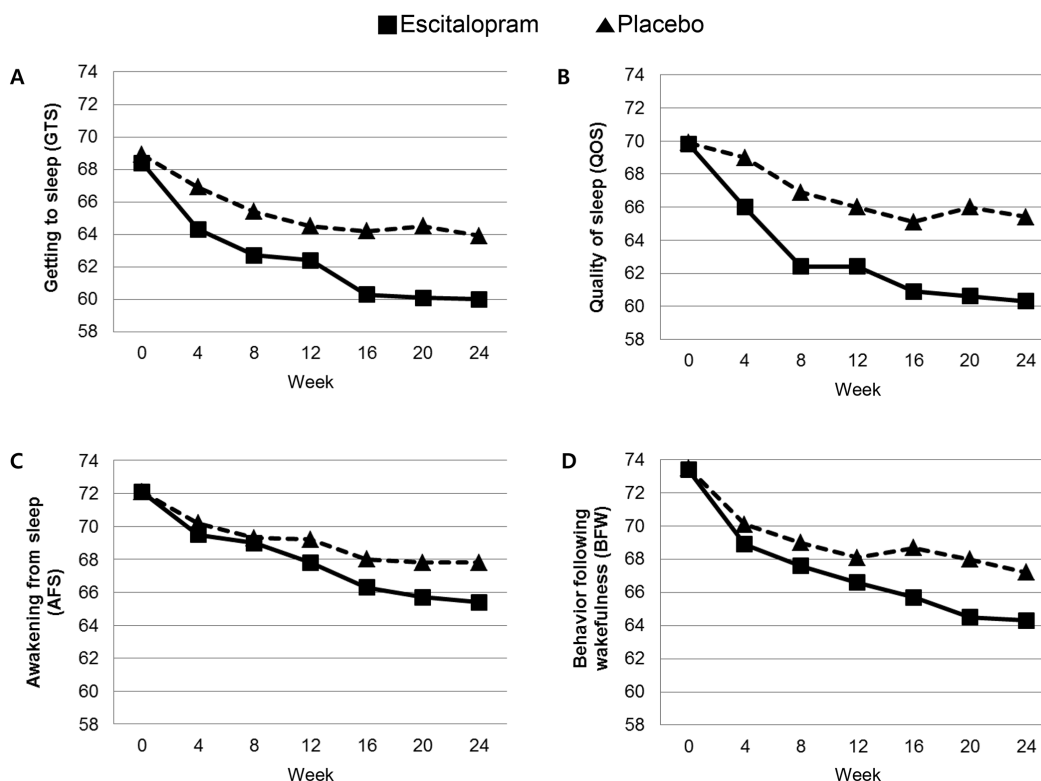 Escitalopram Placebo
A
Getting to sleep (GTS)
74
72
70
68
66
64
62
60
58
0 4 8 12 16 20 24
Week
B
Quality of sleep (QOS)
74
72
70
68
66
64
62
60
58
0 4 8 12 16 20 24
Week
C
Awakening from sleep
(AFS)
74
72
70
68
66
64
62
60
58
0 4 8 12 16 20 24
Week
D
Behavior following
wakefulness (BFW)
74
72
70
68
66
64
62
60
58
0 4 8 12 16 20 24
Week